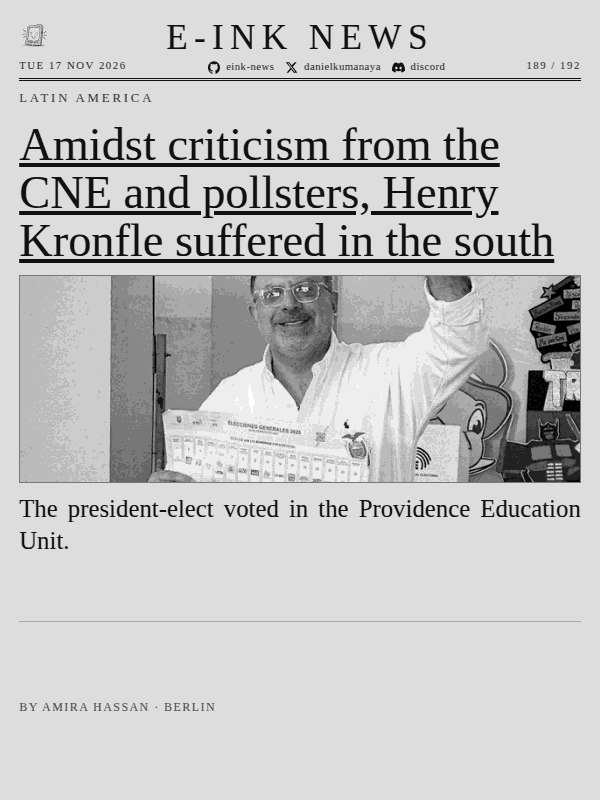 E-INK NEWS
TUE 17 NOV 2026
eink-news
danielkumanaya
discord
189 / 192
LATIN AMERICA
Amidst criticism from the
CNE and pollsters, Henry
Kronfle suffered in the south
ELECCIONES GENERALES 2025
TR
The president-elect voted in the Providence Education
Unit.
BY AMIRA HASSAN · BERLIN